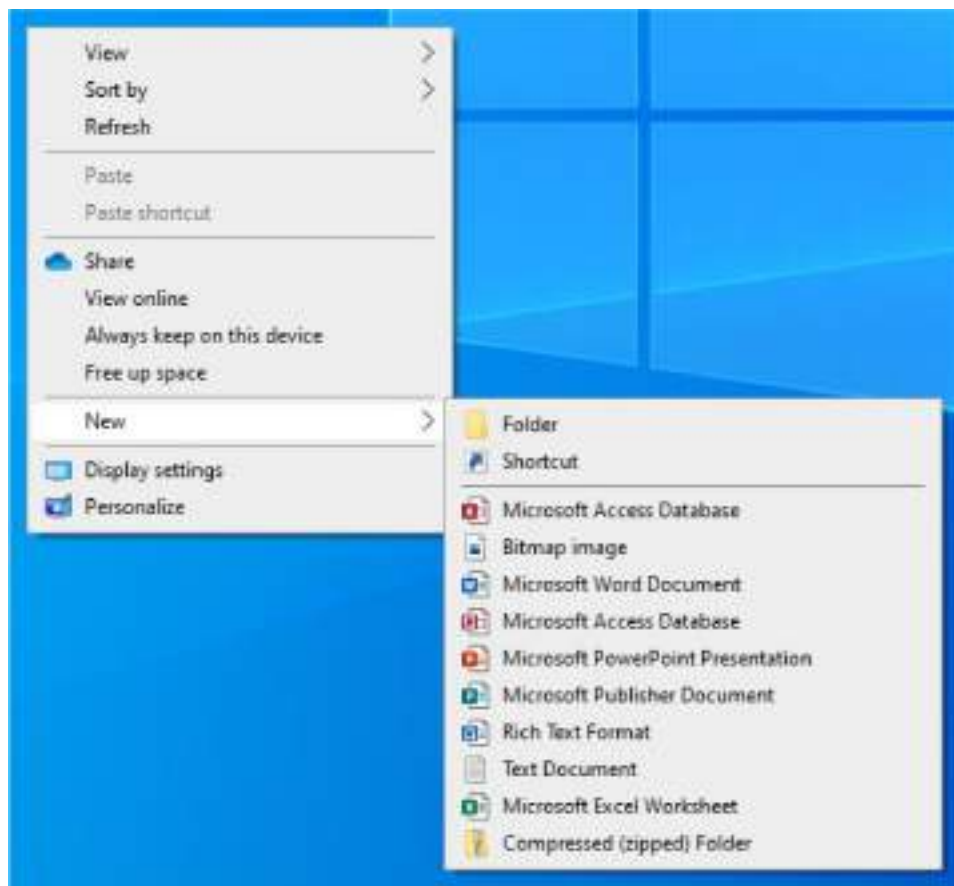 View
Sort by
Refresh
Paste
Paste shortcut
Share
View online
Always keep on this device
Free up space
New
Display settings
Personalize
Folder
Shortcut
Microsoft Access Database
Bitmap image
Microsoft Word Document
Microsoft Access Database
Microsoft PowerPoint Presentation
Microsoft Publisher Document
Rich Text Format
Text Document
Microsoft Excel Worksheet
Compressed (zipped) Folder